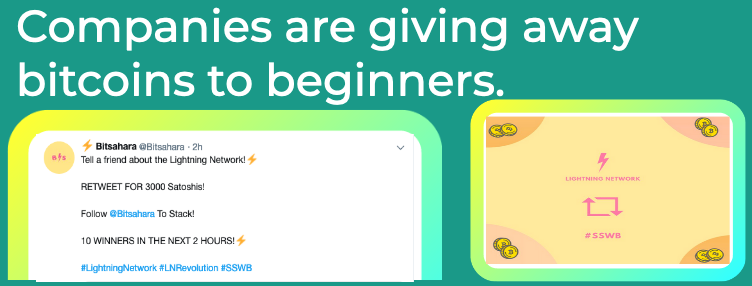 Companies are giving away
bitcoins to beginners.
⚡ Bitsahara @Bitsahara · 2h
Tell a friend about the Lightning Network!⚡
RETWEET FOR 3000 Satoshis!
Follow @Bitsahara To Stack!
10 WINNERS IN THE NEXT 2 HOURS!⚡
#LightningNetwork #LNRevolution #SSWB
LIGHTNING NETWORK
#SSWB